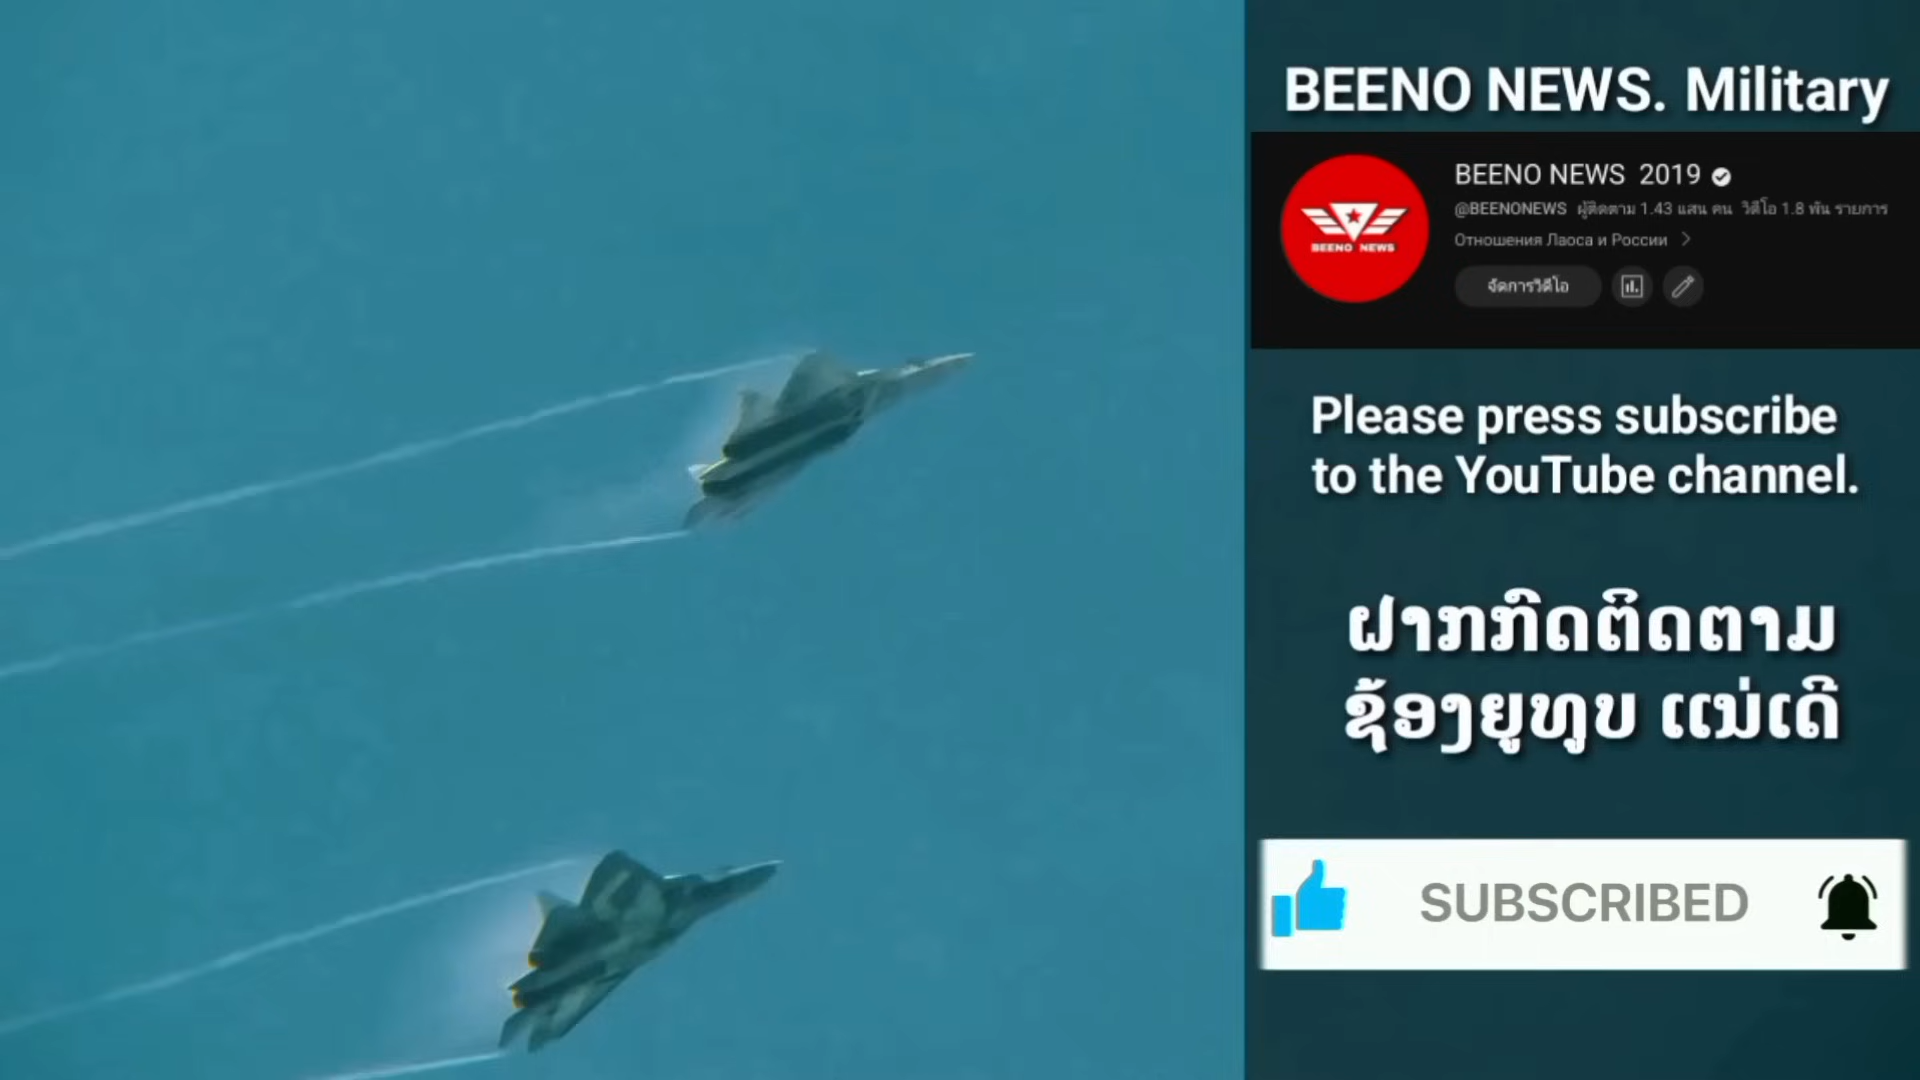 BEENO NEWS. Military
BEENO NEWS 2019
@BEENONEWS ผู้ติดตาม 1.43 แสน คน วิดีโอ 1.8 พัน รายการ
Отношения Лаоса и России
จัดการวิดีโอ
BEENO NEWS
Please press subscribe
to the YouTube channel.
ຝາກກົດຕິດຕາມ
ຊ້ອງຍູທູບ ແນ່ເດີ
SUBSCRIBED